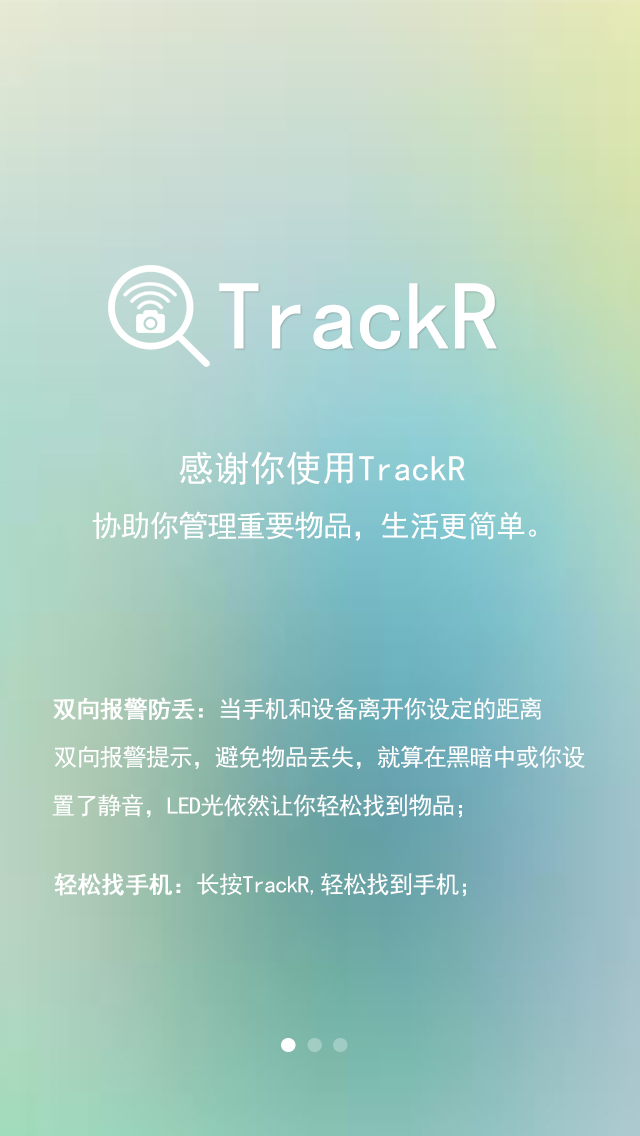 TrackR
感谢你使用TrackR
协助你管理重要物品，生活更简单。
双向报警防丢：当手机和设备离开你设定的距离
双向报警提示，避免物品丢失，就算在黑暗中或你设
置了静音，LED光依然让你轻松找到物品；
轻松找手机：长按TrackR,轻松找到手机；